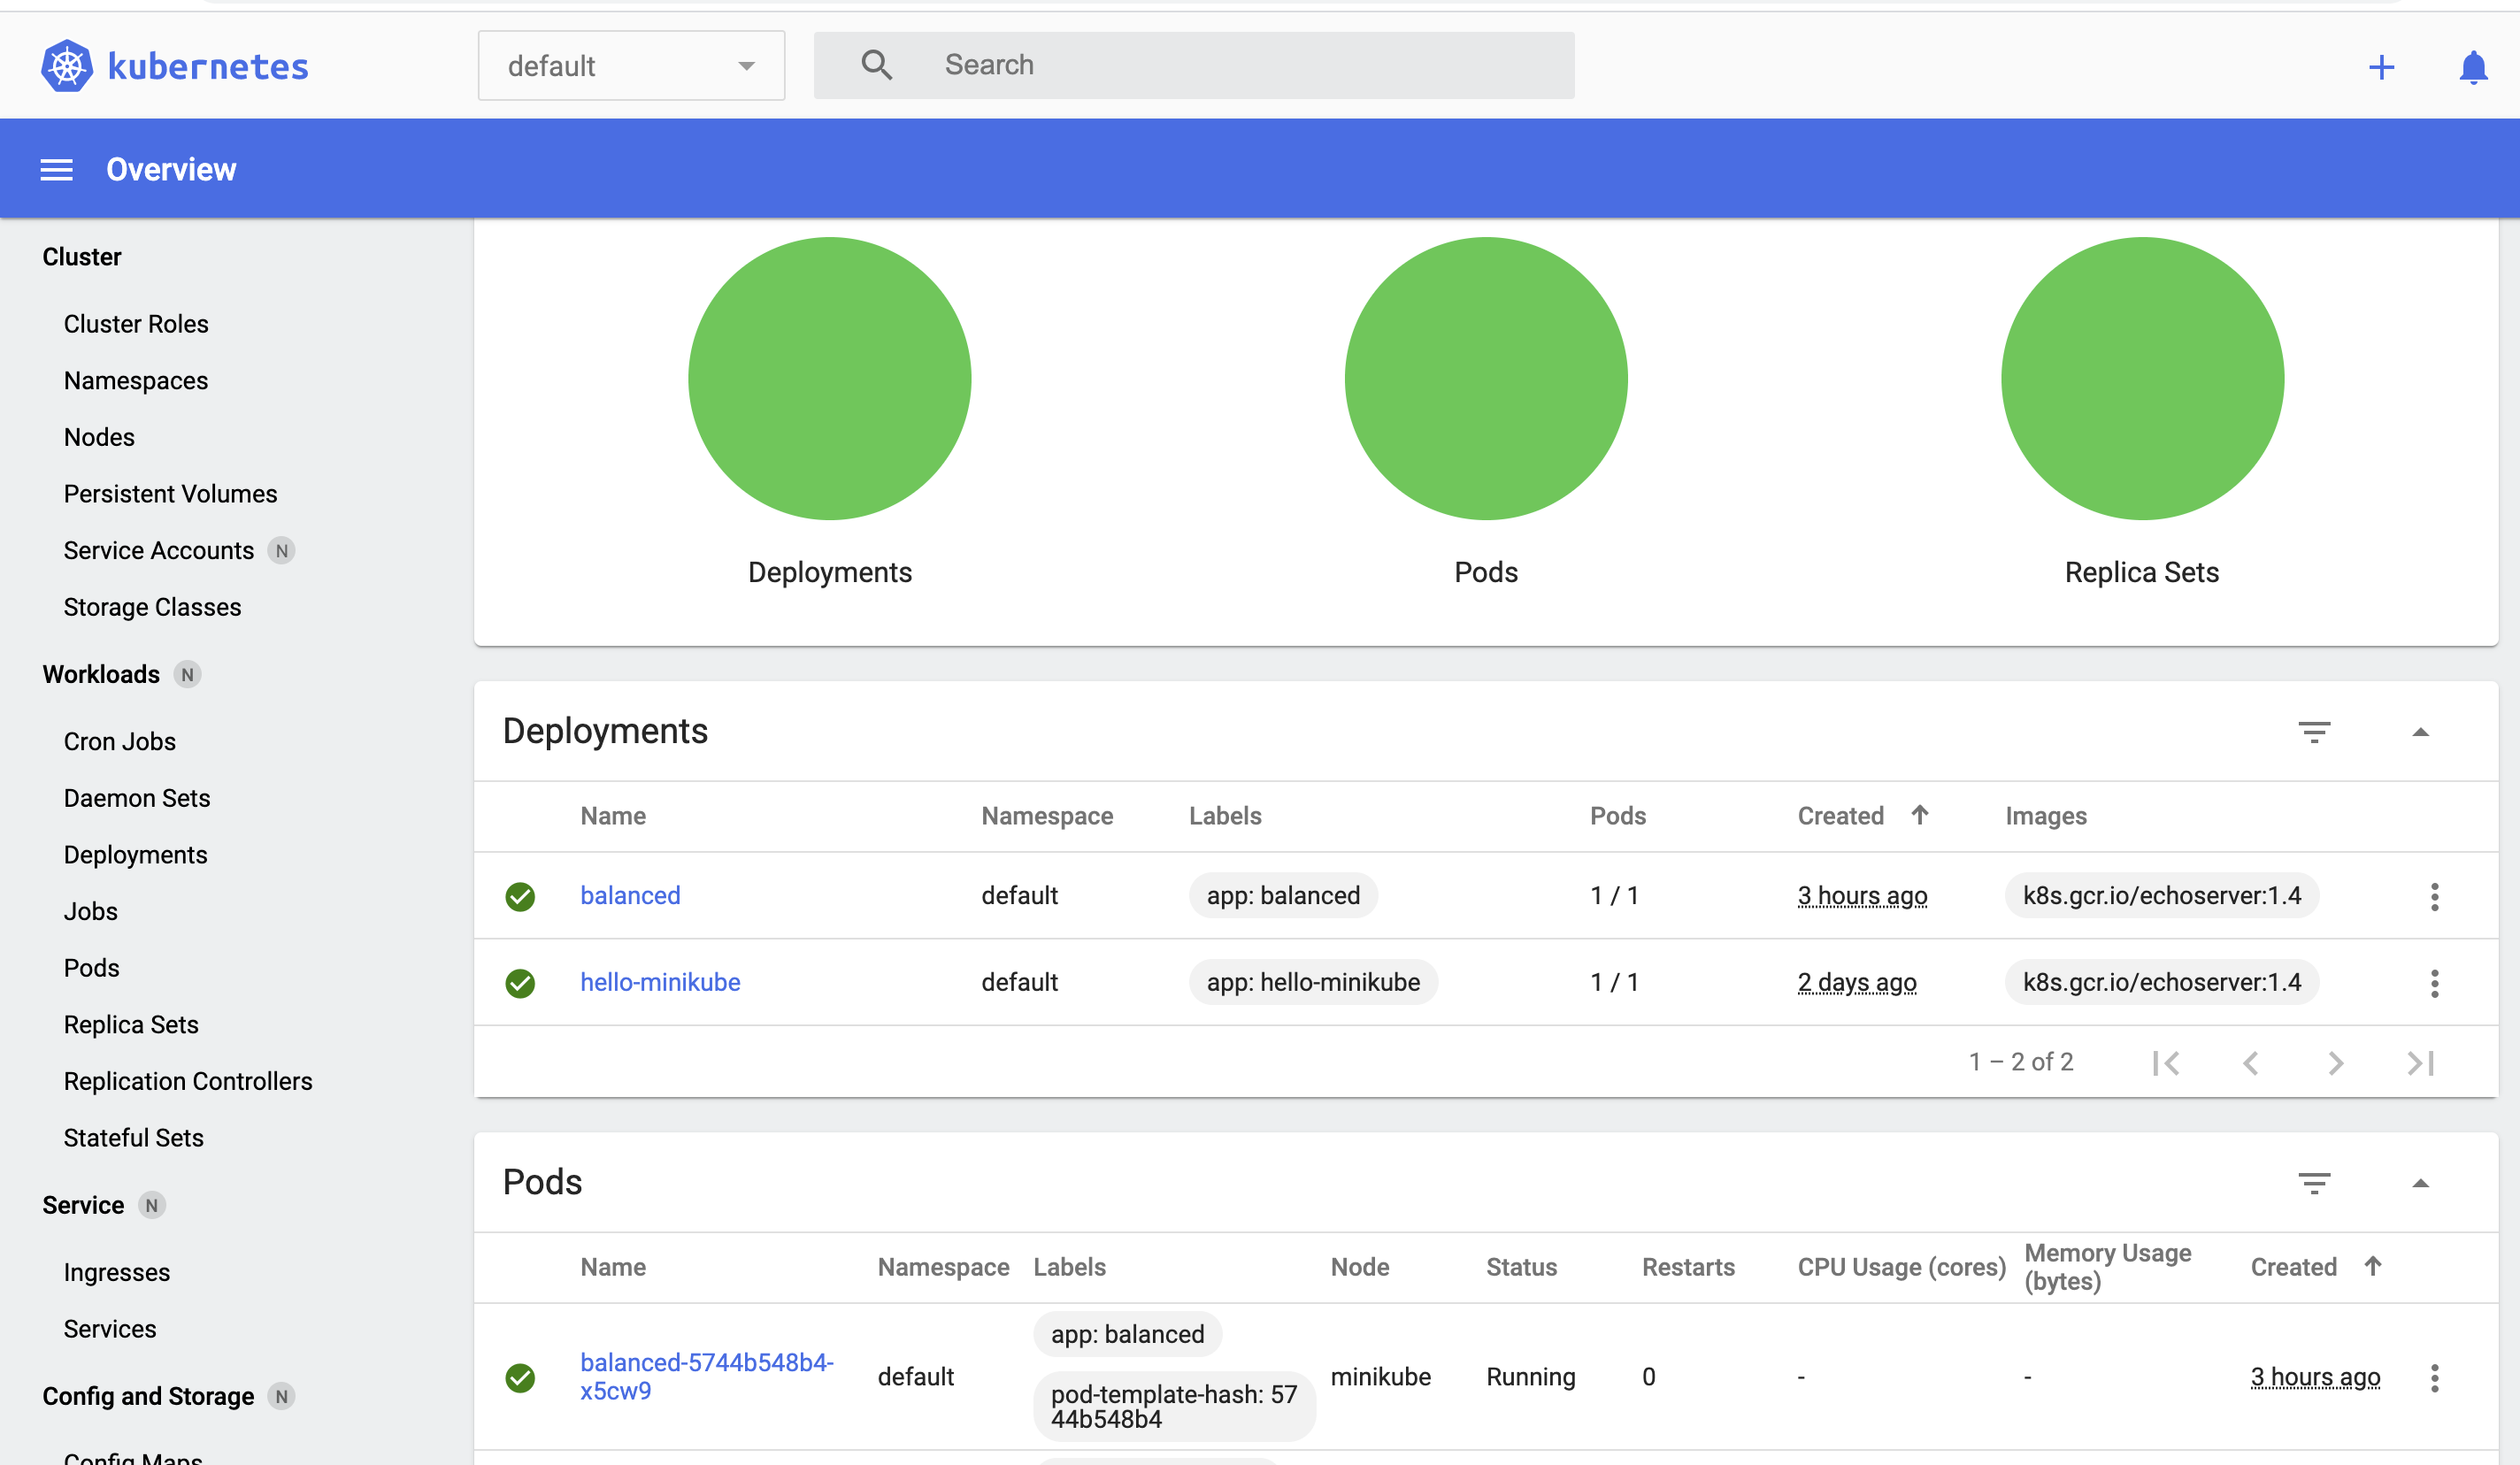 kubernetes
default
Search
Overview
Cluster
Cluster Roles
Namespaces
Nodes
Persistent Volumes
Service Accounts N
Storage Classes
Workloads N
Cron Jobs
Daemon Sets
Deployments
Jobs
Pods
Replica Sets
Replication Controllers
Stateful Sets
Service N
Ingresses
Services
Config and Storage N
Config Maps
Deployments
Pods
Replica Sets
Deployments
Name Namespace Labels Pods Created Images
balanced default app: balanced 1 / 1 3 hours ago k8s.gcr.io/echoserver:1.4
hello-minikube default app: hello-minikube 1 / 1 2 days ago k8s.gcr.io/echoserver:1.4
1 – 2 of 2
Pods
Name Namespace Labels Node Status Restarts CPU Usage (cores) Memory Usage
(bytes) Created
app: balanced
balanced-5744b548b4-
x5cw9
default
pod-template-hash: 57
44b548b4
minikube Running 0 - - 3 hours ago